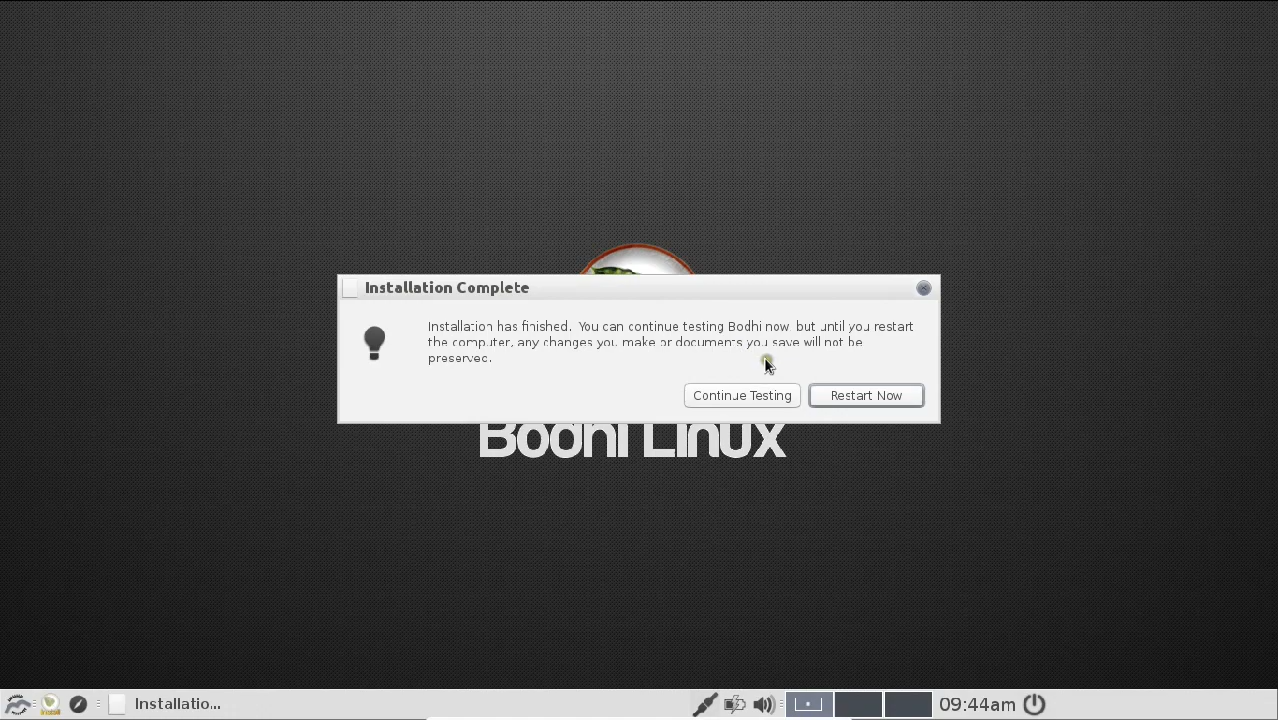 Installation Complete
Installation has finished. You can continue testing Bodhi now, but until you restart
the computer, any changes you make or documents you save will not be
preserved.
Continue Testing
Restart Now
Bodhi Linux
Installatio...
09:44am